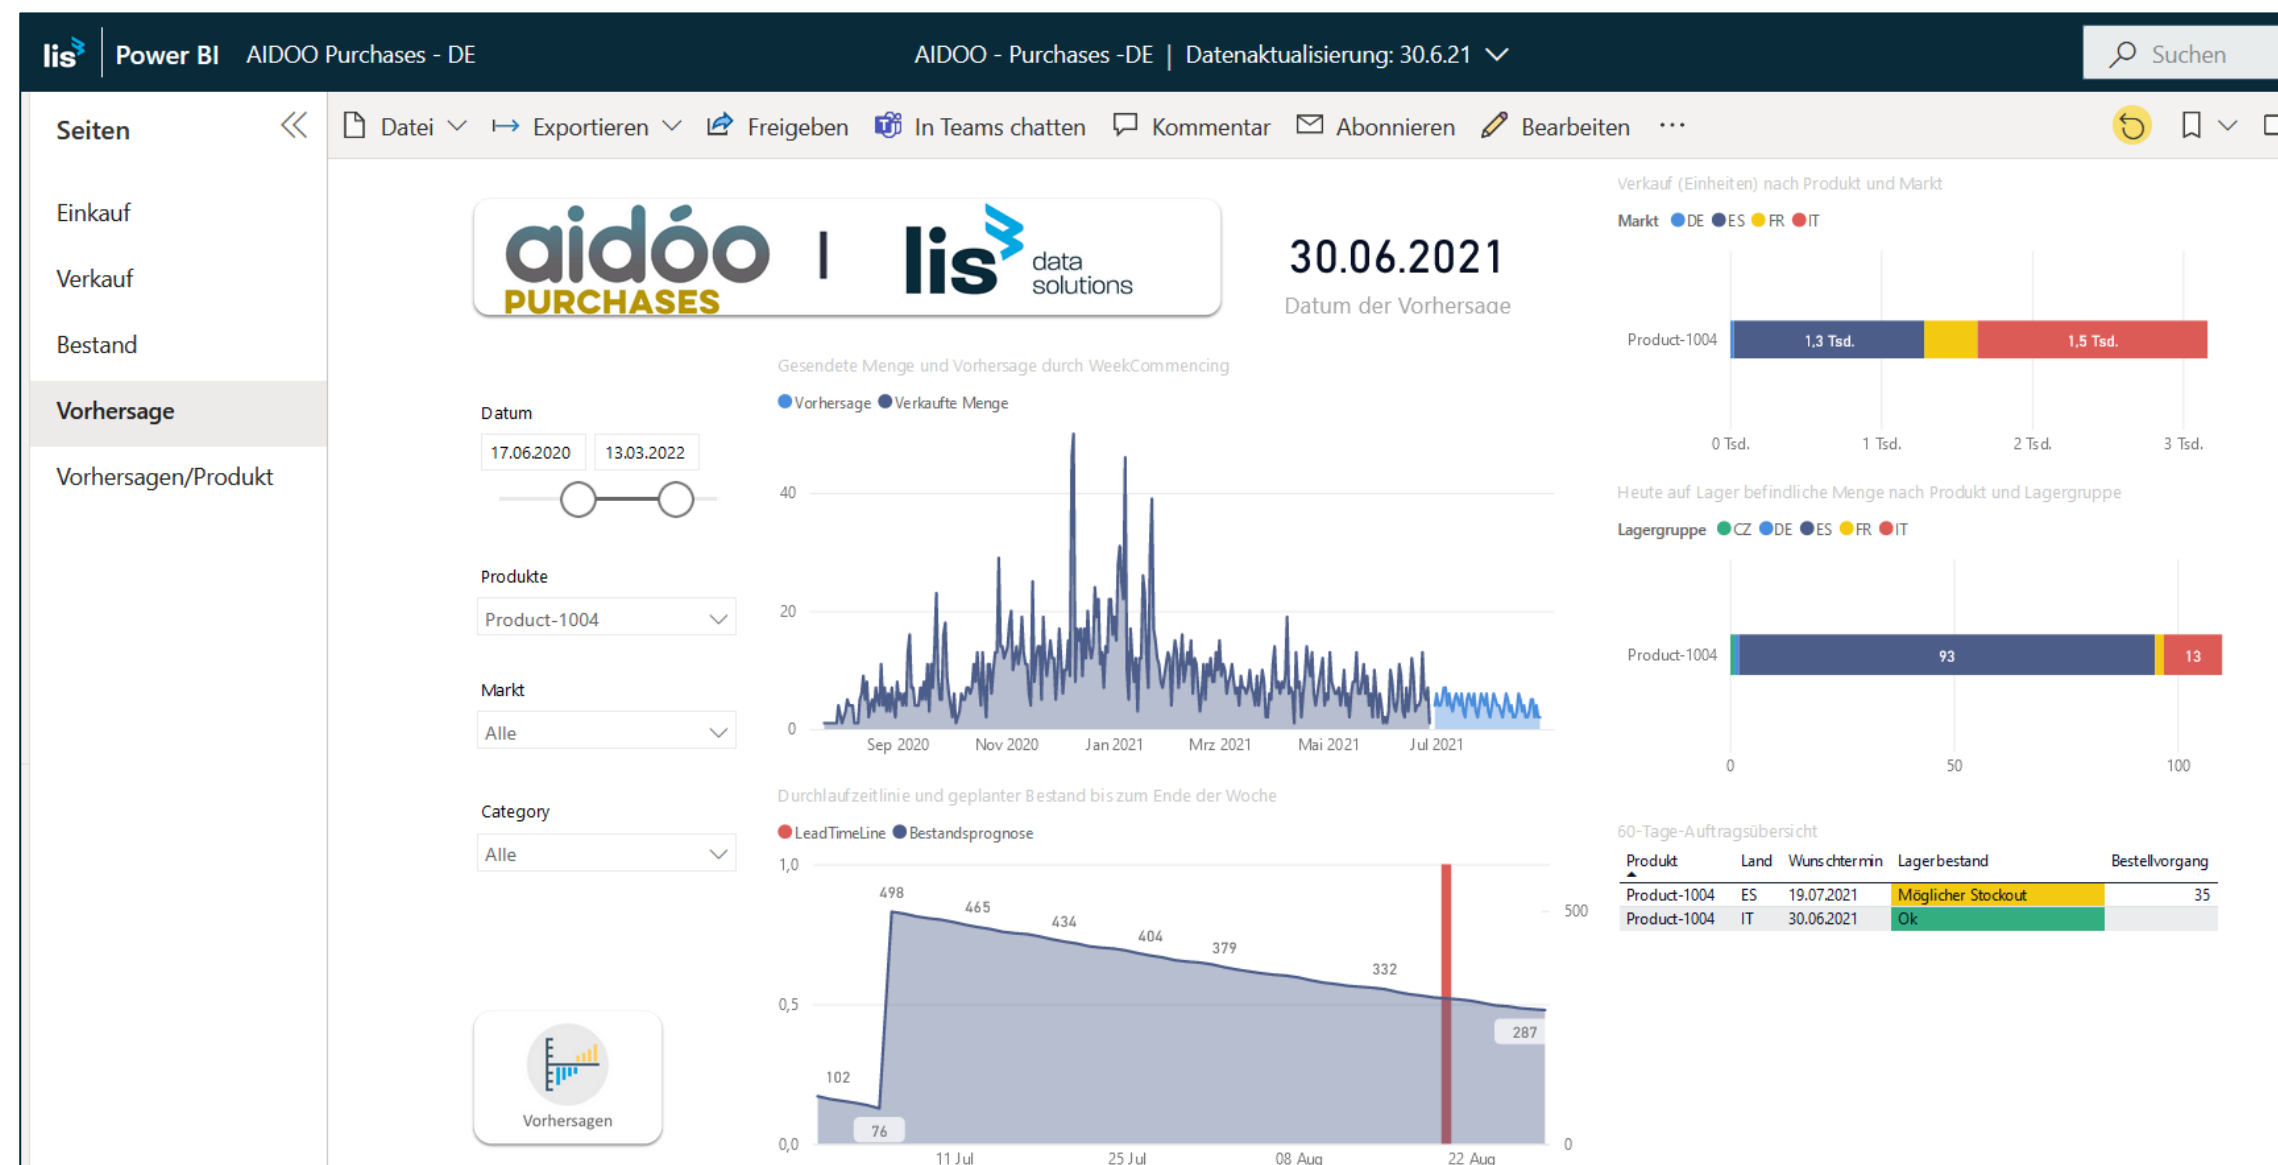 lis Power BI AIDOO Purchases - DE
AIDOO - Purchases -DE | Datenaktualisierung: 30.6.21
Suchen
Seiten
Einkauf
Verkauf
Bestand
Vorhersage
Vorhersagen/Produkt
Datei Exportieren Freigeben In Teams chatten Kommentar Abonnieren Bearbeiten ...
aidóo | lis data
solutions
PURCHASES
30.06.2021
Datum der Vorhersage
Datum
17.06.2020 13.03.2022
Produkte
Product-1004
Markt
Alle
Category
Alle
Vorhersagen
Gesendete Menge und Vorhersage durch WeekCommencing
Vorhersage Verkaufte Menge
40
20
0
Sep 2020 Nov 2020 Jan 2021 Mrz 2021 Mai 2021 Jul 2021
Durchlaufzeitlinie und geplanter Bestand bis zum Ende der Woche
LeadTimeLine Bestandsprognose
1,0
498
465
434
404
379
332
500
0,5
287
102
76
0,0
0
11 Jul 25 Jul 08 Aug 22 Aug
Verkauf (Einheiten) nach Produkt und Markt
Markt DE ES FR IT
Product-1004 1,3 Tsd. 1,5 Tsd.
0 Tsd. 1 Tsd. 2 Tsd. 3 Tsd.
Heute auf Lager befindliche Menge nach Produkt und Lagergruppe
Lagergruppe CZ DE ES FR IT
Product-1004 93 13
0 50 100
60-Tage-Auftragsübersicht
Produkt Land Wunschtermin Lagerbestand Bestellvorgang
Product-1004 ES 19.07.2021 Möglicher Stockout 35
Product-1004 IT 30.06.2021 Ok